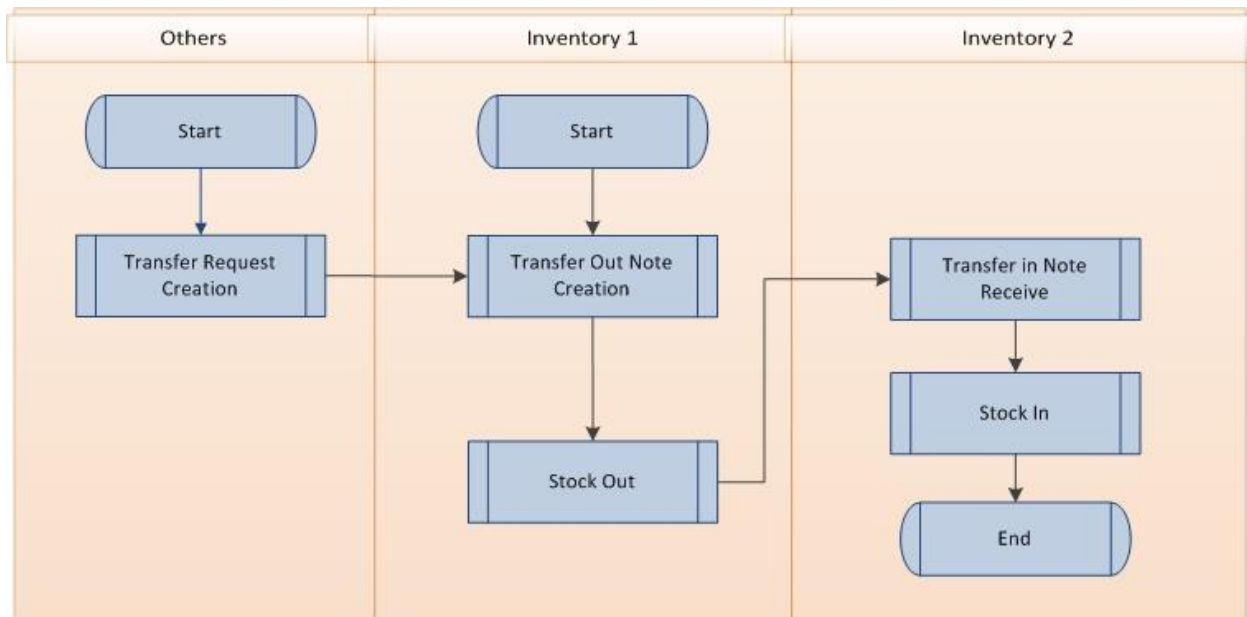 Others
Inventory 1
Inventory 2
Start
Start
Transfer Request
Creation
Transfer Out Note
Creation
Transfer in Note
Receive
Stock In
Stock Out
End